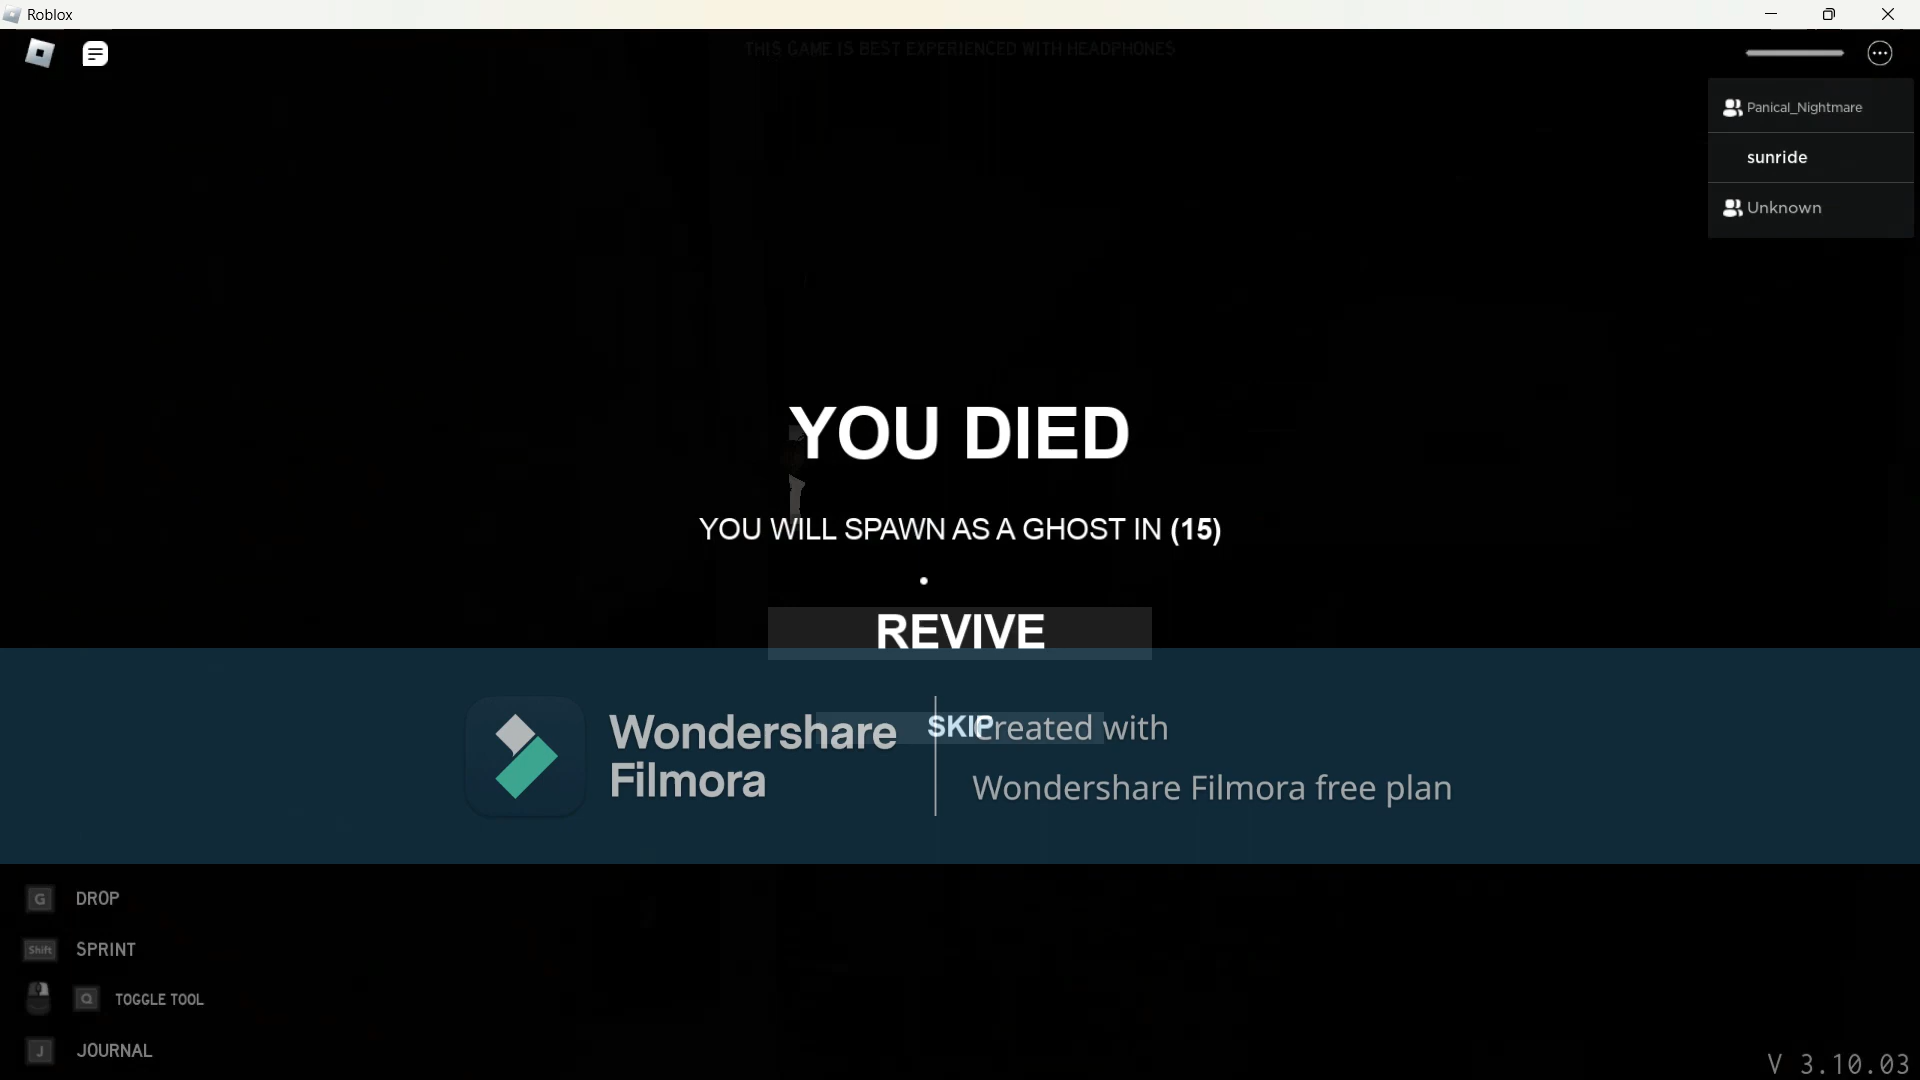 Roblox
THIS GAME IS BEST EXPERIENCED WITH HEADPHONES
Panical_Nightmare
sunride
Unknown
YOU DIED
YOU WILL SPAWN AS A GHOST IN (15)
REVIVE
SKIP
Wondershare
Filmora
Created with
Wondershare Filmora free plan
G DROP
Shift SPRINT
Q TOGGLE TOOL
J JOURNAL
V 3.10.03